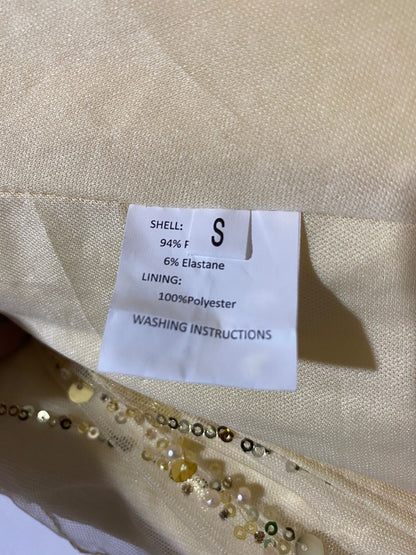 SHELL:
S
94% P
6% Elastane
LINING:
100%Polyester
WASHING INSTRUCTIONS